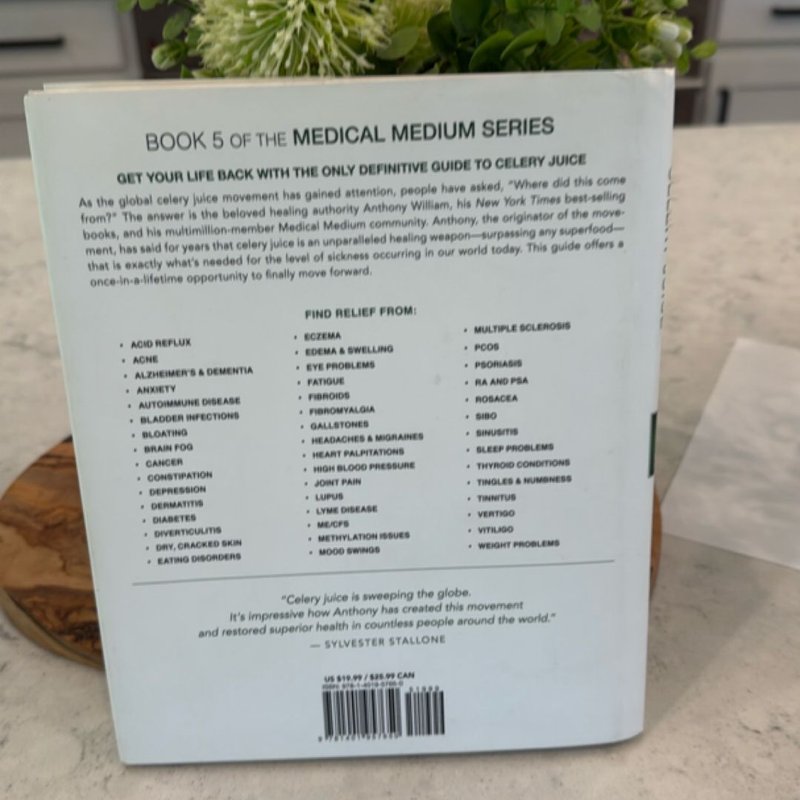 BOOK 5 OF THE MEDICAL MEDIUM SERIES
GET YOUR LIFE BACK WITH THE ONLY DEFINITIVE GUIDE TO CELERY JUICE
As the global celery juice movement has gained attention, people have asked, "Where did this come
from?" The answer is the beloved healing authority Anthony William, his New York Times best-selling
books, and his multimillion-member Medical Medium community. Anthony, the originator of the move-
ment, has said for years that celery juice is an unparalleled healing weapon—surpassing any superfood—
that is exactly what's needed for the level of sickness occurring in our world today. This guide offers a
once-in-a-lifetime opportunity to finally move forward.
FIND RELIEF FROM:
• ACID REFLUX
• ACNE
• ALZHEIMER'S & DEMENTIA
• ANXIETY
• AUTOIMMUNE DISEASE
• BLADDER INFECTIONS
• BLOATING
• BRAIN FOG
• CANCER
• CONSTIPATION
• DEPRESSION
• DERMATITIS
• DIABETES
• DIVERTICULITIS
• DRY, CRACKED SKIN
• EATING DISORDERS
• ECZEMA
• EDEMA & SWELLING
• EYE PROBLEMS
• FATIGUE
• FIBROIDS
• FIBROMYALGIA
• GALLSTONES
• HEADACHES & MIGRAINES
• HEART PALPITATIONS
• HIGH BLOOD PRESSURE
• JOINT PAIN
• LUPUS
• LYME DISEASE
• ME/CFS
• METHYLATION ISSUES
• MOOD SWINGS
• MULTIPLE SCLEROSIS
• PCOS
• PSORIASIS
• RA AND PSA
• ROSACEA
• SIBO
• SINUSITIS
• SLEEP PROBLEMS
• THYROID CONDITIONS
• TINGLES & NUMBNESS
• TINNITUS
• VERTIGO
• VITILIGO
• WEIGHT PROBLEMS
"Celery juice is sweeping the globe.
It's impressive how Anthony has created this movement
and restored superior health in countless people around the world."
— SYLVESTER STALLONE
US $19.99 / $25.99 CAN